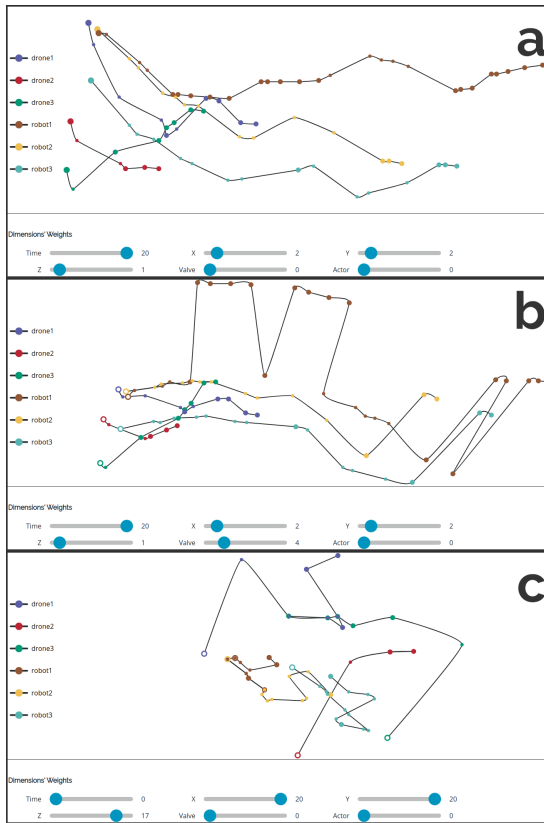 a
drone1
drone2
drone3
robot1
robot2
robot3
Dimensions' Weights
Time 20 X 2 Y 2
Z 1 Valve 0 Actor 0
b
drone1
drone2
drone3
robot1
robot2
robot3
Dimensions' Weights
Time 20 X 2 Y 2
Z 1 Valve 4 Actor 0
c
drone1
drone2
drone3
robot1
robot2
robot3
Dimensions' Weights
Time 0 X 20 Y 20
Z 17 Valve 0 Actor 0